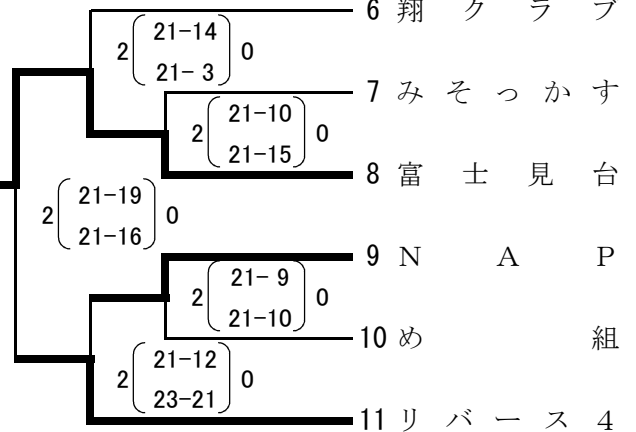 6 翔クラブ
2 21-14 0
21- 3
7 みそっかす
2 21-10 0
21-15
8 富士見台
2 21-19 0
21-16
9 ＮＡＰ
2 21- 9 0
21-10
10 め組
2 21-12 0
23-21
11 リバース４